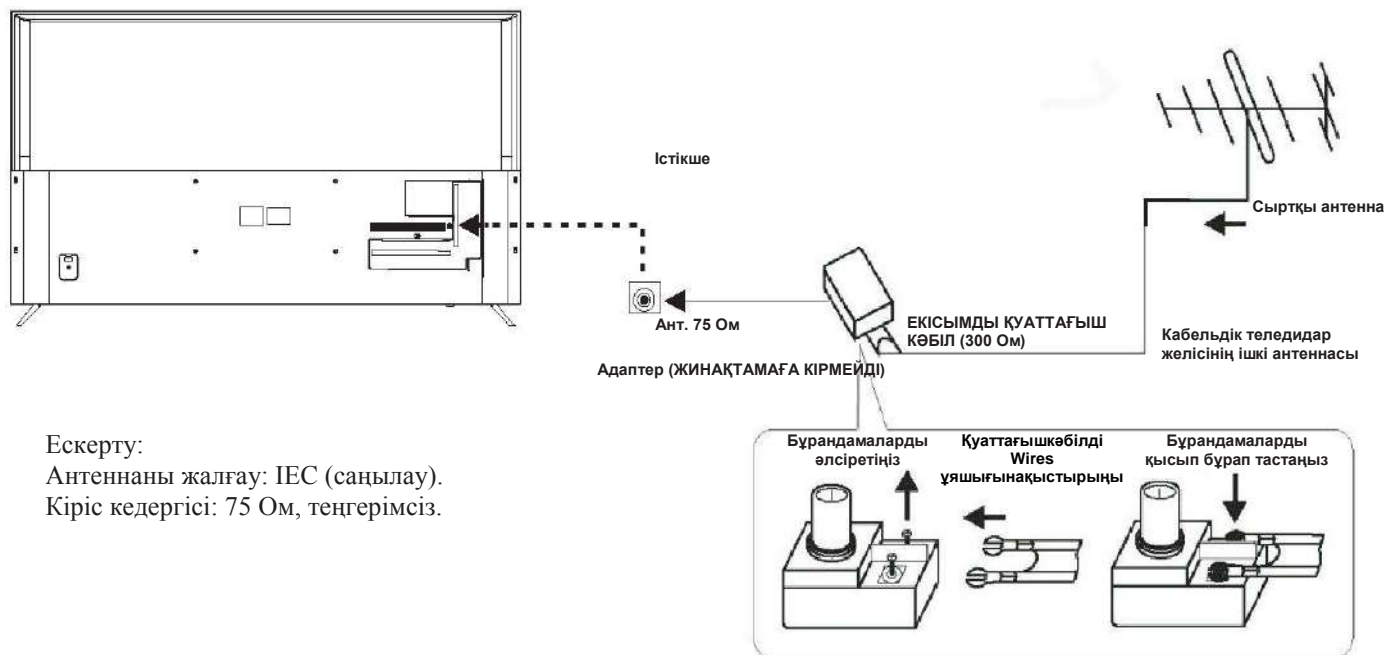 Істікше
Сыртқы антенна
Ант. 75 Ом
ЕКІСЫМДЫ ҚУАТТАҒЫШ
КӘБІЛ (300 Ом)
Кабельдік теледидар
желісінің ішкі антеннасы
Адаптер (ЖИНАҚТАМАҒА КІРМЕЙДІ)
Ескерту:
Антеннаны жалғау: IEC (саңылау).
Кіріс кедергісі: 75 Ом, теңгерімсіз.
Бұрандамаларды
әлсіретіңіз
Қуаттағышкәбілді
Wires
ұяшығынақыстырыңы
Бұрандамаларды
қысып бұрап тастаңыз